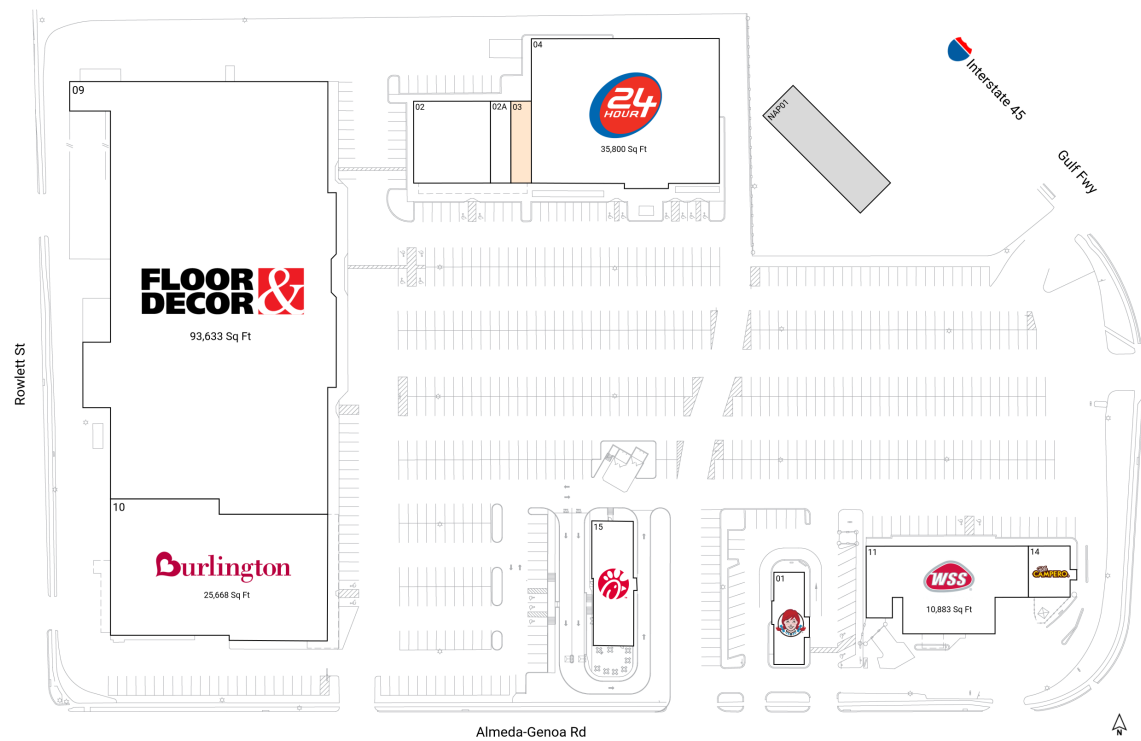 04
24
HOUR
35,800 Sq Ft
02
02A
03
NAP01
Interstate 45
Gulf Fwy
09
FLOOR &
DECOR
93,633 Sq Ft
Rowlett St
10
Burlington
25,668 Sq Ft
15
01
11
WSS
10,883 Sq Ft
14
CAMPERO
Almeda-Genoa Rd
N